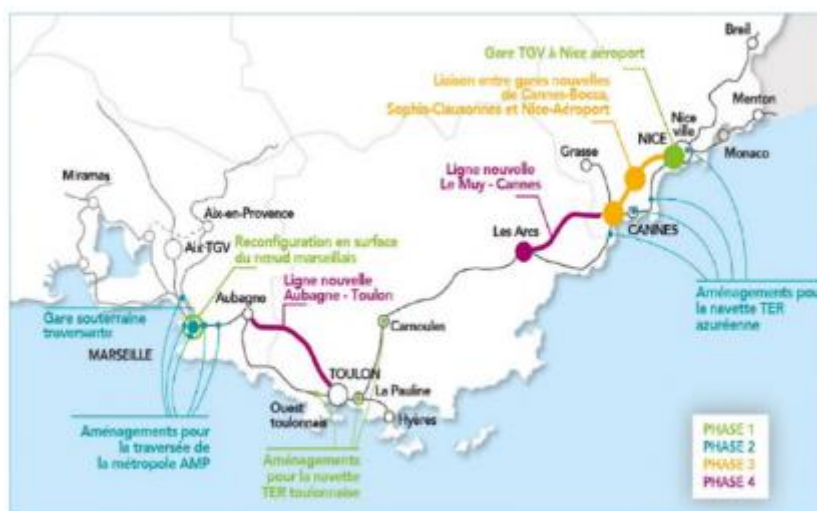 Breil
Gare TGV à Nice aéroport
Menton
Liaison entre gares nouvelles
de Cannes-Bocca,
Sophia-Clausonnes et Nice-Aéroport
Nice
ville
NICE
Monaco
Grasse
Miramas
Ligne nouvelle
Le Muy - Cannes
Aix-en-Provence
Aix-TGV
Les Arcs
CANNES
Reconfiguration en surface
du nœud marseillais
Ligne nouvelle
Aubagne - Toulon
Aubagne
Aménagements pour
la navette TER
azuréenne
Gare souterraine
traversante
Carnoules
MARSEILLE
TOULON
La Pauline
Ouest
toulonnais
Hyères
Aménagements pour
la traversée de
la métropole AMP
Aménagements
pour la navette
TER toulonnaise
PHASE 1
PHASE 2
PHASE 3
PHASE 4